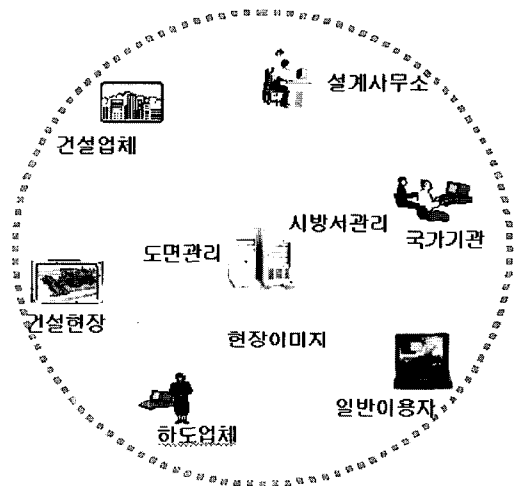 설계사무소
건설업체
시방서관리
국가기관
도면관리
건설현장
현장이미지
일반이용자
하도업체